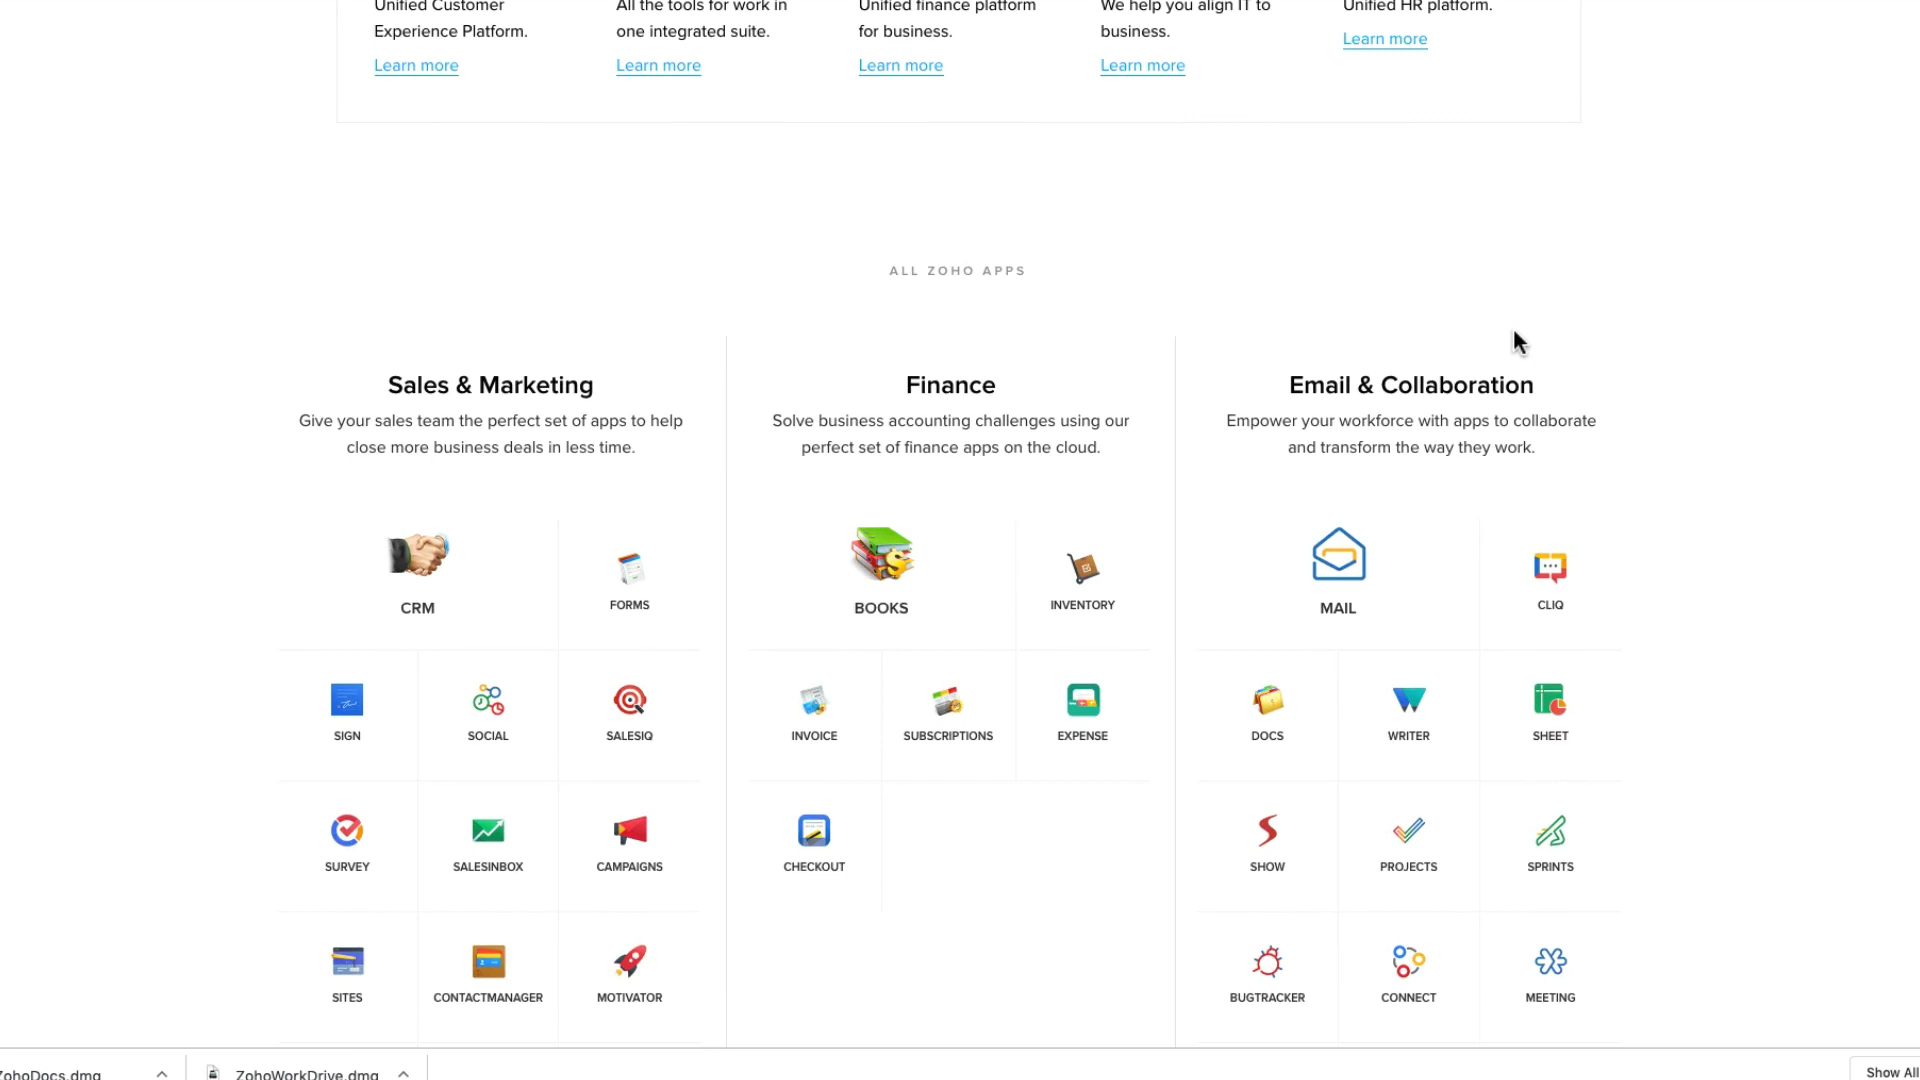 Unified Customer
Experience Platform.
Learn more
All the tools for work in
one integrated suite.
Learn more
Unified finance platform
for business.
Learn more
We help you align IT to
business.
Learn more
Unified HR platform.
Learn more
ALL ZOHO APPS
Sales & Marketing
Give your sales team the perfect set of apps to help
close more business deals in less time.
CRM
FORMS
SIGN
SOCIAL
SALESIQ
SURVEY
SALESINBOX
CAMPAIGNS
SITES
CONTACTMANAGER
MOTIVATOR
Finance
Solve business accounting challenges using our
perfect set of finance apps on the cloud.
BOOKS
INVENTORY
INVOICE
SUBSCRIPTIONS
EXPENSE
CHECKOUT
Email & Collaboration
Empower your workforce with apps to collaborate
and transform the way they work.
MAIL
CLIQ
DOCS
WRITER
SHEET
SHOW
PROJECTS
SPRINTS
BUGTRACKER
CONNECT
MEETING
ZohoDocs.dmg
ZohoWorkDrive.dmg
Show All